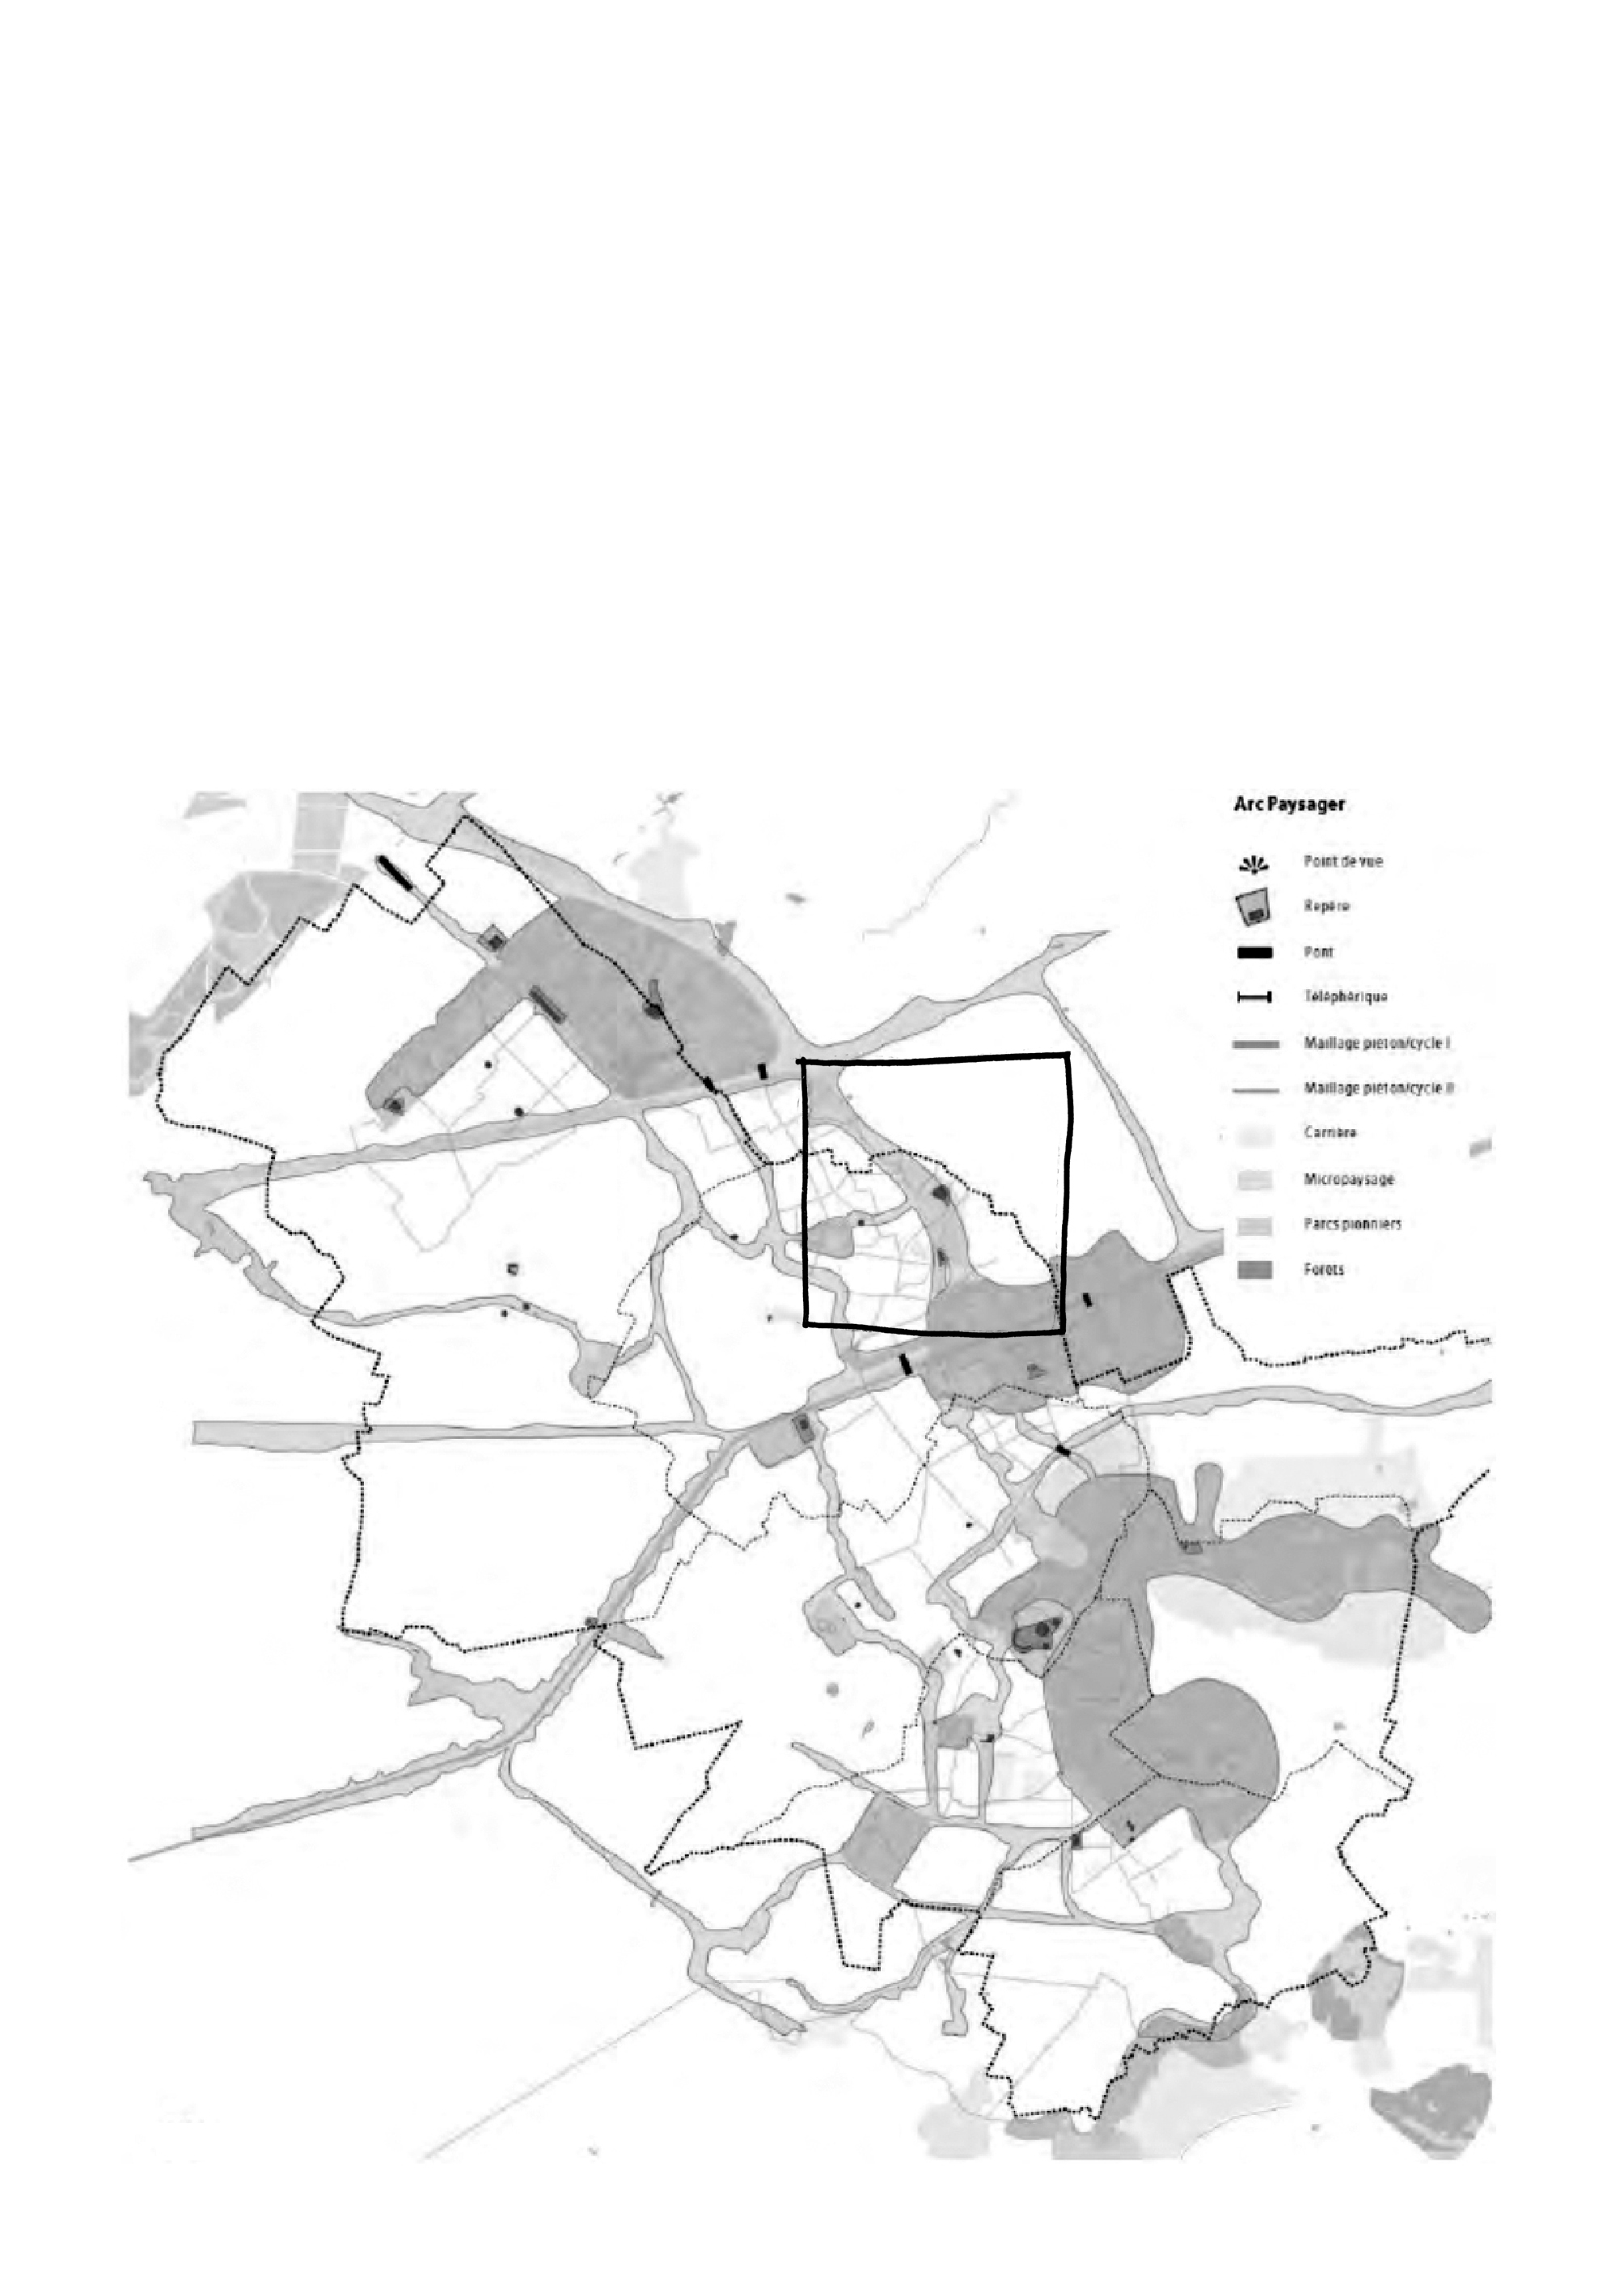 Arc Paysager
Point de vue
Repère
Pont
Téléphérique
Maillage piéton/cycle I
Maillage piéton/cycle II
Carrière
Micropaysage
Parcs pionniers
Forêts